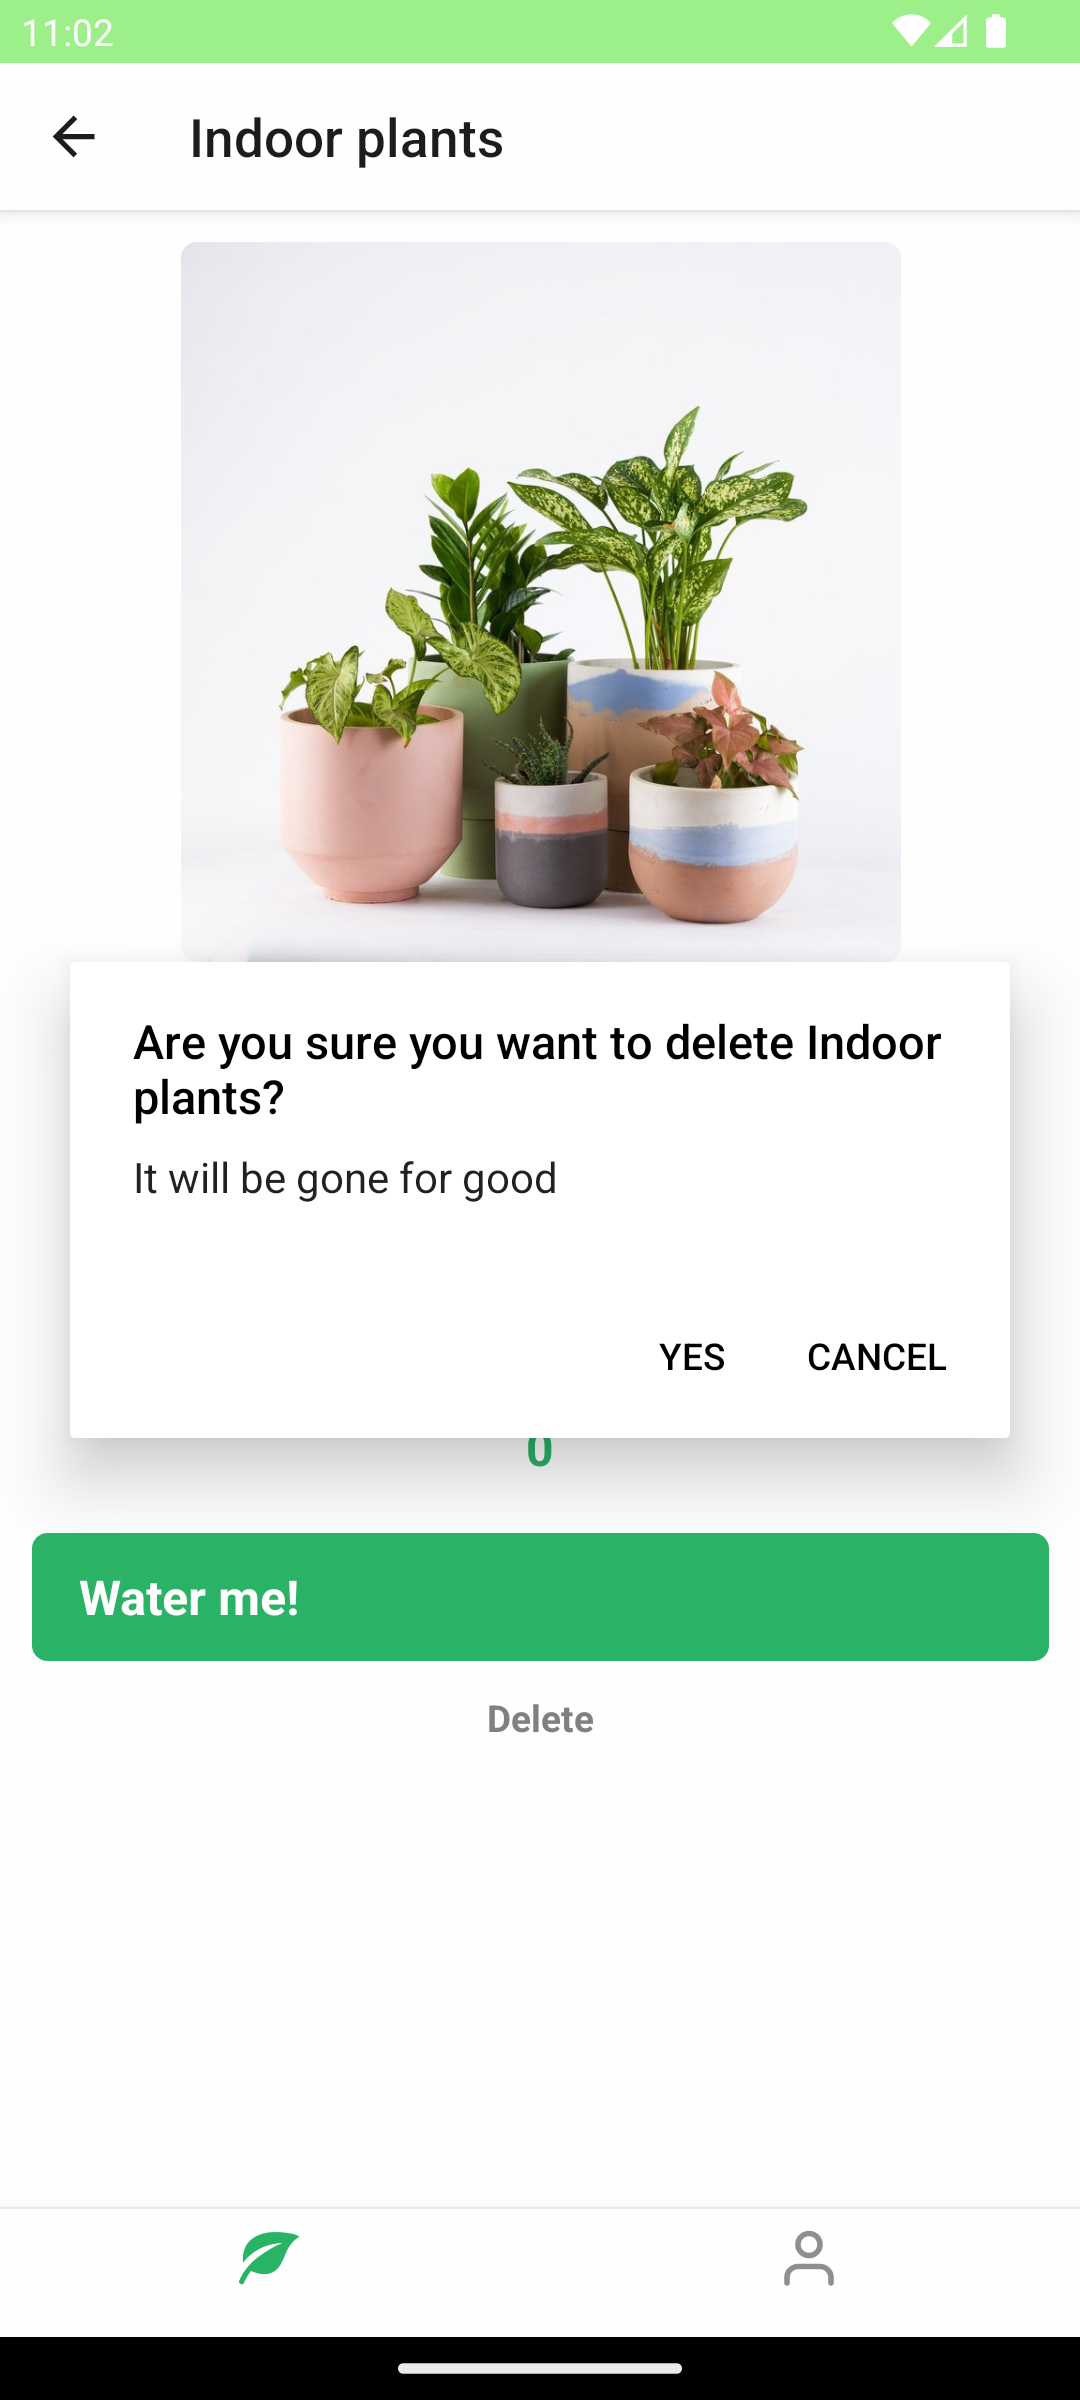 11:02
Indoor plants
Are you sure you want to delete Indoor
plants?
It will be gone for good
YES
CANCEL
0
Water me!
Delete